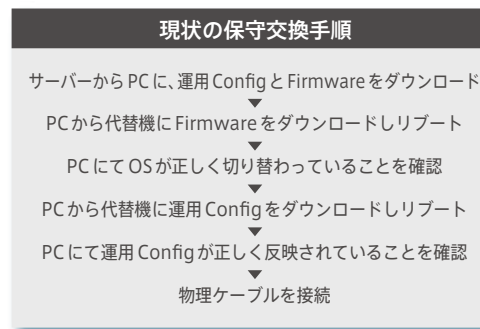 現状の保守交換手順
サーバーからPCに、運用ConfigとFirmwareをダウンロード
▼
PCから代替機にFirmwareをダウンロードしリブート
▼
PCにてOSが正しく切り替わっていることを確認
▼
PCから代替機に運用Configをダウンロードしリブート
▼
PCにて運用Configが正しく反映されていることを確認
▼
物理ケーブルを接続